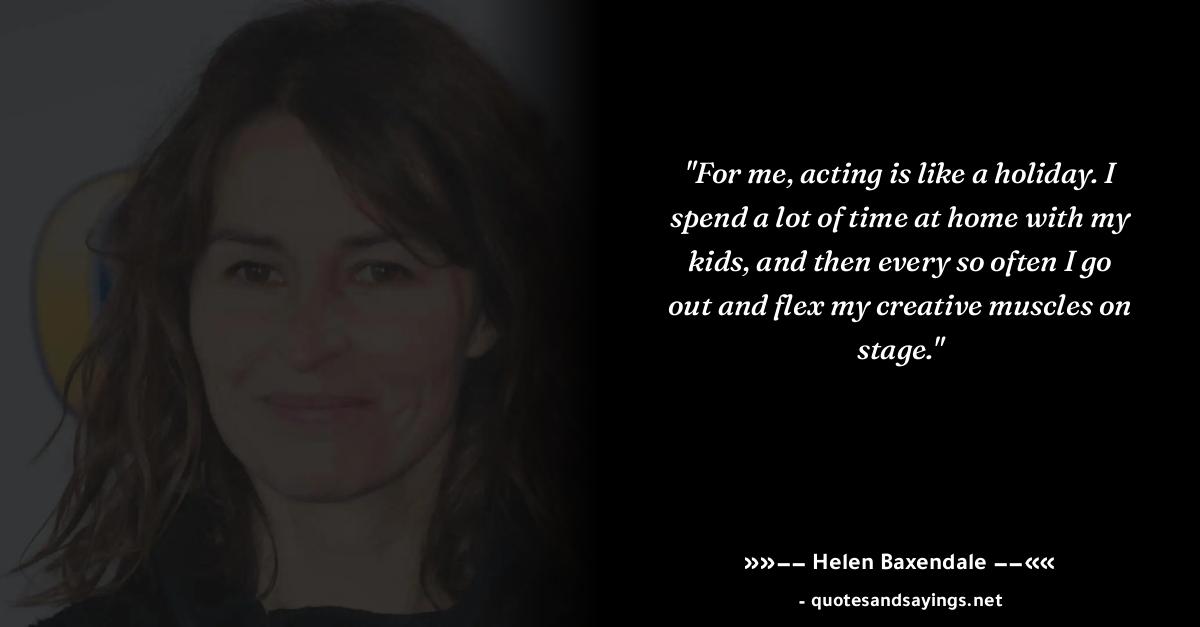 "For me, acting is like a holiday. I
spend a lot of time at home with my
kids, and then every so often I go
out and flex my creative muscles on
stage."
»»−− Helen Baxendale −−««
- quotesandsayings.net